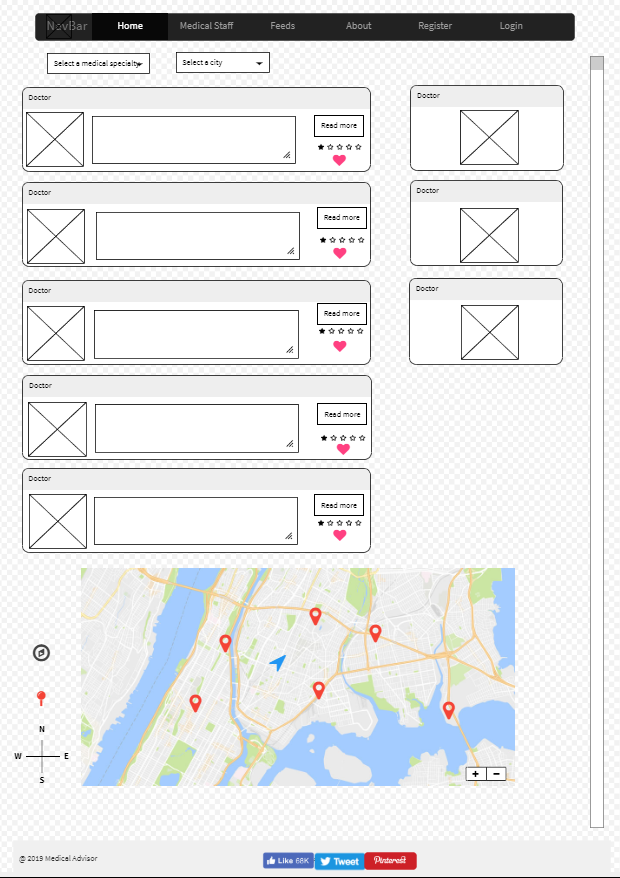 NavBar Home Medical Staff Feeds About Register Login
Select a medical specialty Select a city
Doctor
Read more
Doctor
Read more
Doctor
Read more
Doctor
Read more
Doctor
Read more
Doctor
Doctor
Doctor
N
W E
S
+ −
@ 2019 Medical Advisor
Like 68K Tweet Pinterest